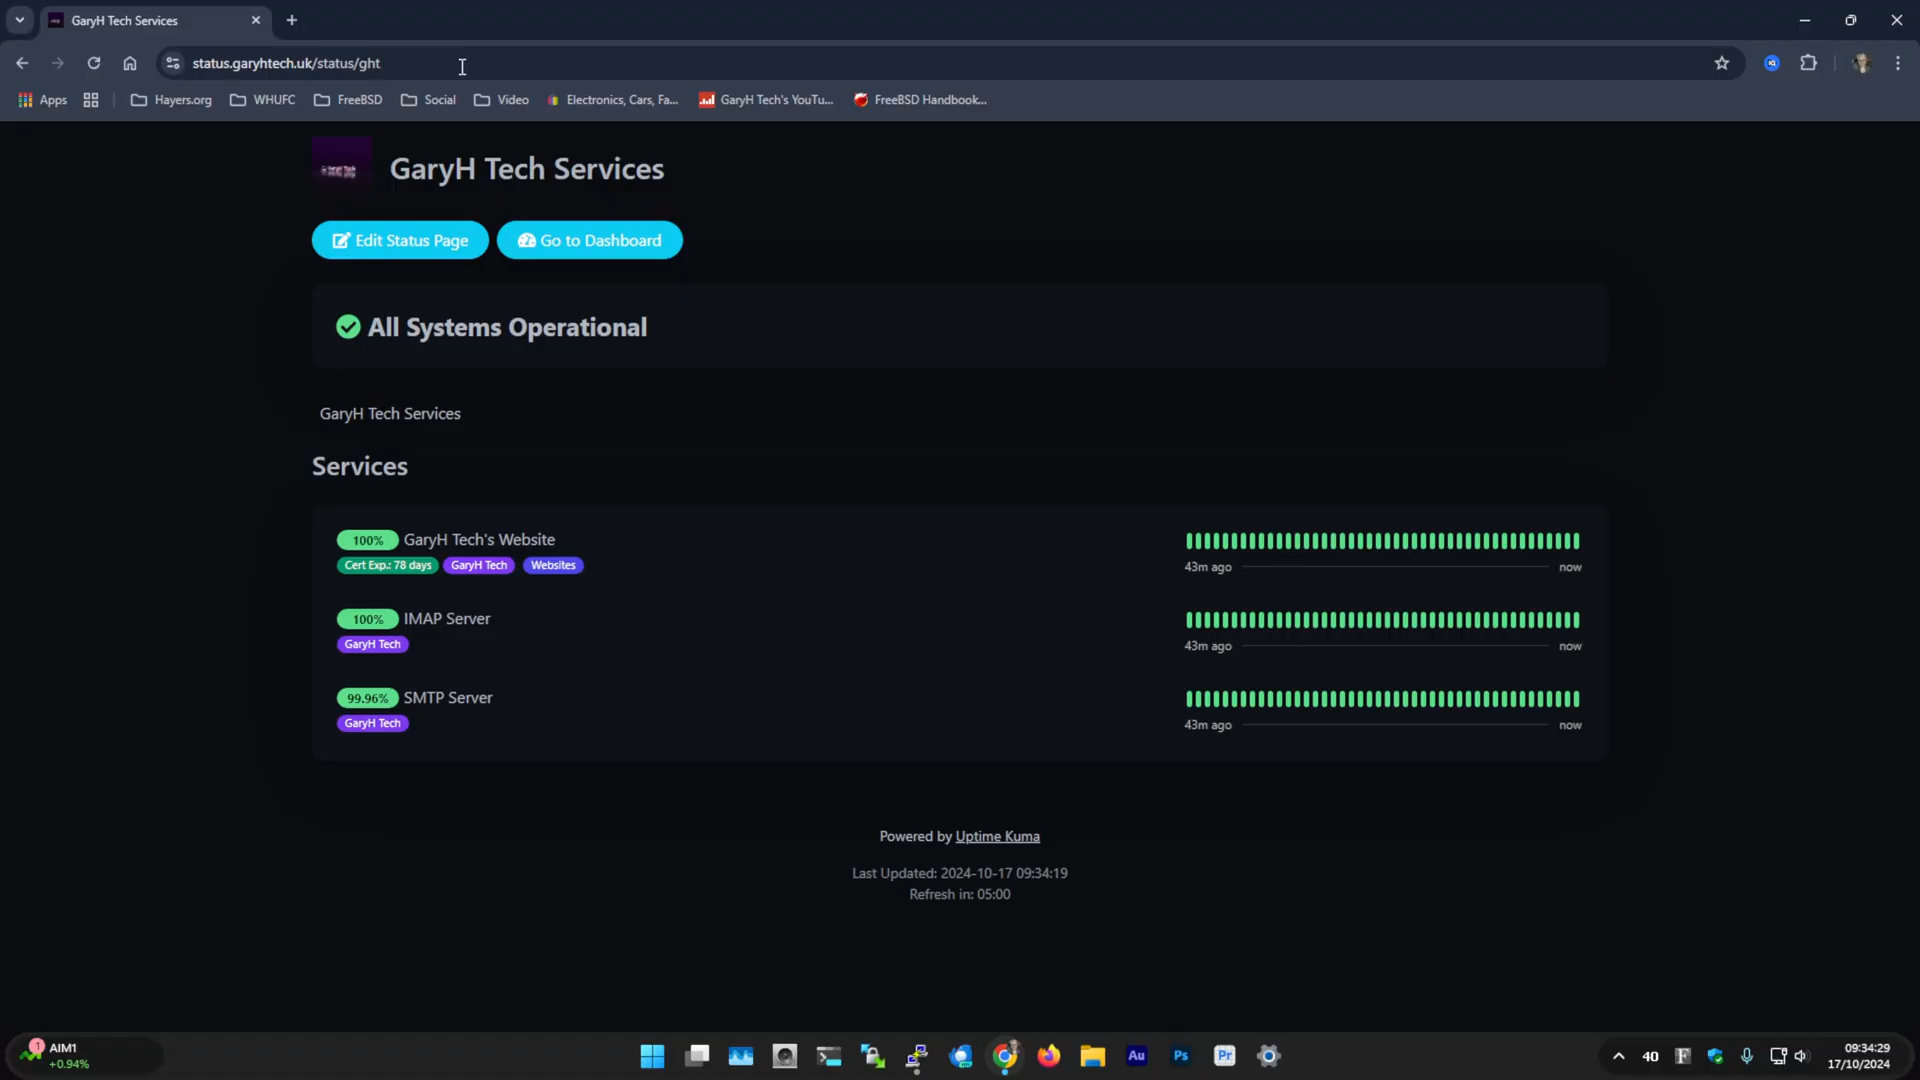 GaryH Tech Services
status.garyhtech.uk/status/ght
Apps
Hayers.org
WHUFC
FreeBSD
Social
Video
Electronics, Cars, Fa...
GaryH Tech's YouTu...
FreeBSD Handbook...
GaryH Tech Services
Edit Status Page
Go to Dashboard
All Systems Operational
GaryH Tech Services
Services
100% GaryH Tech's Website
Cert Exp.: 78 days GaryH Tech Websites
43m ago now
100% IMAP Server
GaryH Tech
43m ago now
99.96% SMTP Server
GaryH Tech
43m ago now
Powered by Uptime Kuma
Last Updated: 2024-10-17 09:34:19
Refresh in: 05:00
1
AIM1
+0.94%
Au
Ps
Pr
40
F
09:34:29
17/10/2024